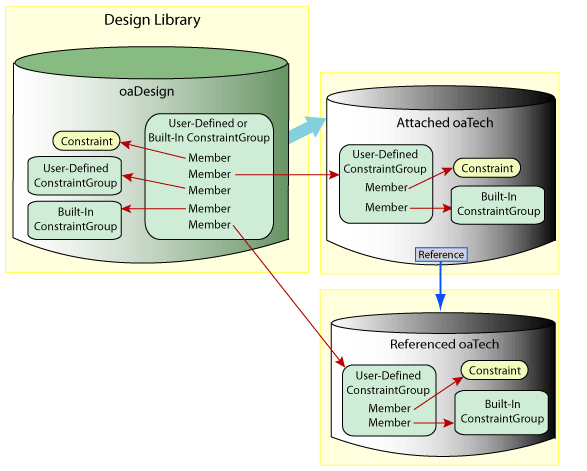 Design Library
oaDesign
User-Defined or
Built-In ConstraintGroup
Member
Member
Member
Member
Member
Constraint
User-Defined
ConstraintGroup
Built-In
ConstraintGroup
Attached oaTech
User-Defined
ConstraintGroup
Member
Member
Constraint
Built-In
ConstraintGroup
Reference
Referenced oaTech
User-Defined
ConstraintGroup
Member
Member
Constraint
Built-In
ConstraintGroup